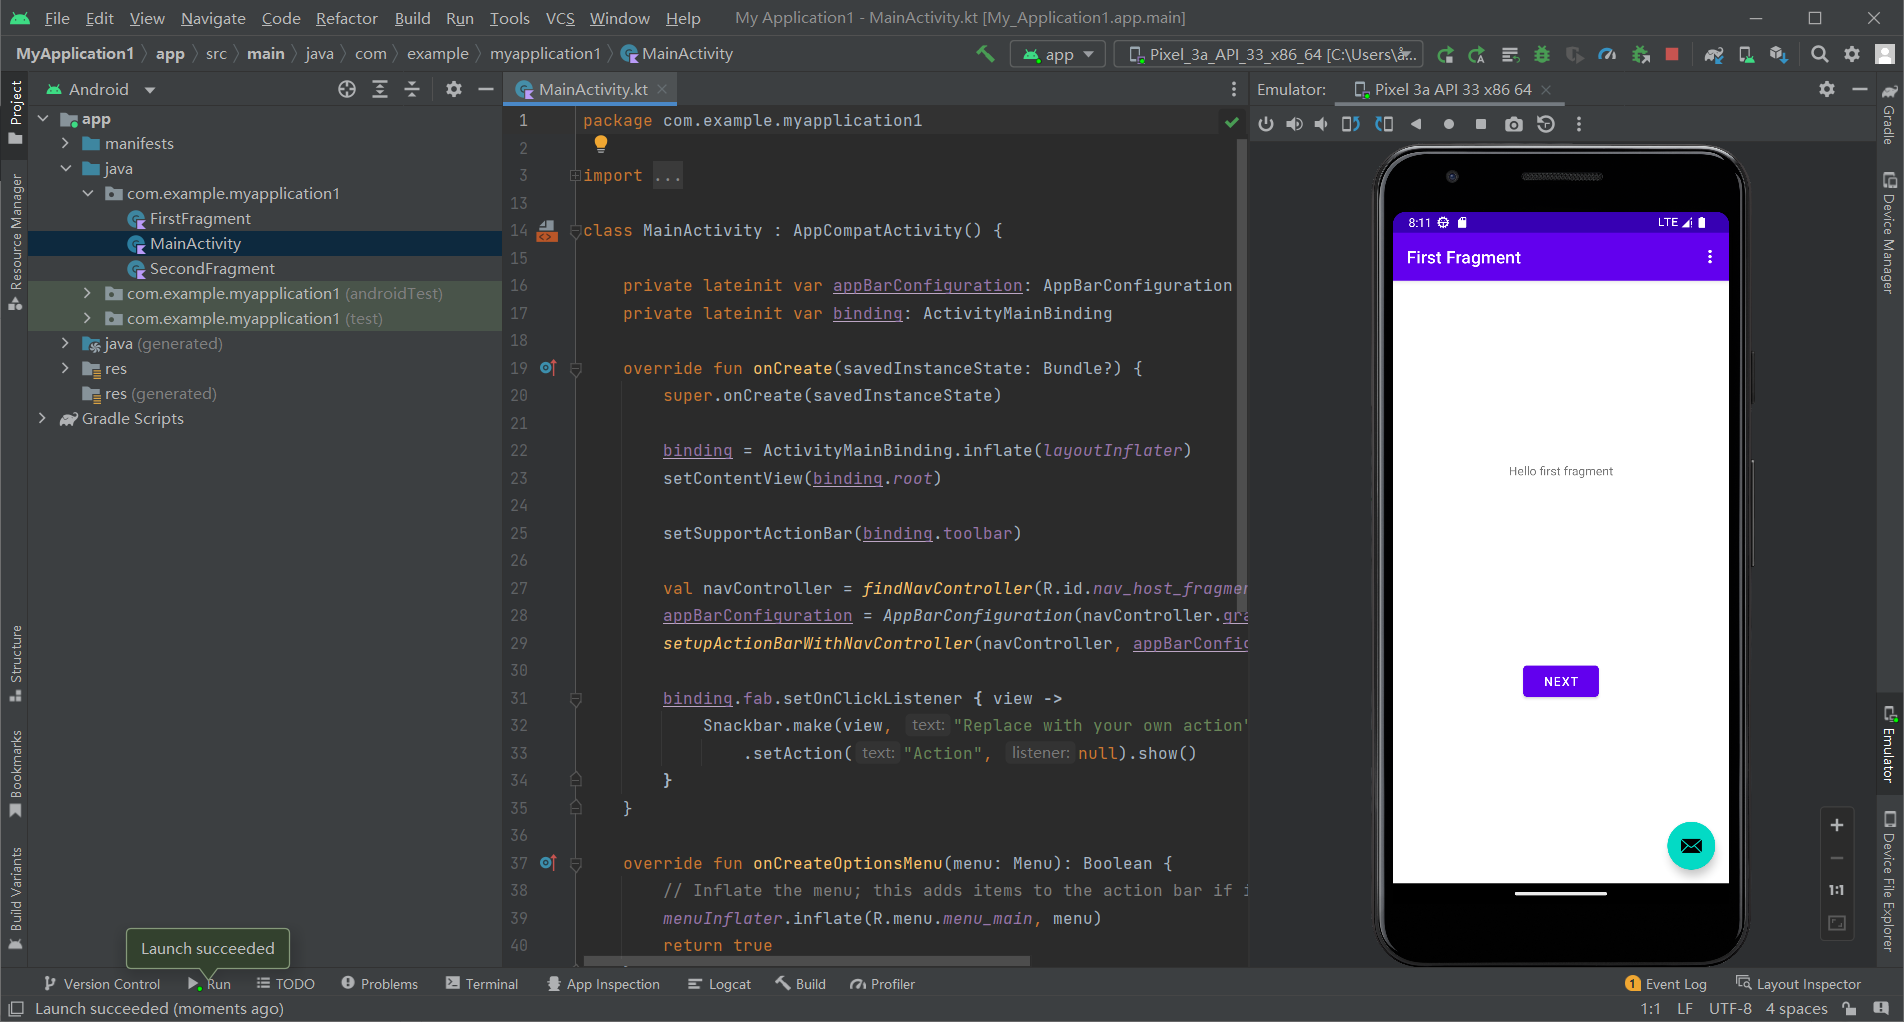 File Edit View Navigate Code Refactor Build Run Tools VCS Window Help My Application1 - MainActivity.kt [My_Application1.app.main]
MyApplication1 app src main java com example myapplication1 MainActivity app Pixel_3a_API_33_x86_64 [C:\Users\
Project
Android
MainActivity.kt
Emulator: Pixel 3a API 33 x86 64
Gradle
app
manifests
java
com.example.myapplication1
FirstFragment
MainActivity
SecondFragment
com.example.myapplication1 (androidTest)
com.example.myapplication1 (test)
java (generated)
res
res (generated)
Gradle Scripts
Resource Manager
Structure
Bookmarks
Build Variants
1 package com.example.myapplication1
2
3 import ...
13
14 class MainActivity : AppCompatActivity() {
15
16 private lateinit var appBarConfiguration: AppBarConfiguration
17 private lateinit var binding: ActivityMainBinding
18
19 override fun onCreate(savedInstanceState: Bundle?) {
20 super.onCreate(savedInstanceState)
21
22 binding = ActivityMainBinding.inflate(layoutInflater)
23 setContentView(binding.root)
24
25 setSupportActionBar(binding.toolbar)
26
27 val navController = findNavController(R.id.nav_host_fragme
28 appBarConfiguration = AppBarConfiguration(navController.gra
29 setupActionBarWithNavController(navController, appBarConfig
30
31 binding.fab.setOnClickListener { view ->
32 Snackbar.make(view, text: "Replace with your own action"
33 .setAction( text: "Action", listener: null).show()
34 }
35 }
36
37 override fun onCreateOptionsMenu(menu: Menu): Boolean {
38 // Inflate the menu; this adds items to the action bar if i
39 menuInflater.inflate(R.menu.menu_main, menu)
40 return true
8:11 LTE
First Fragment
Hello first fragment
NEXT
1:1
Device Manager
Emulator
Device File Explorer
Launch succeeded
Version Control Run TODO Problems Terminal App Inspection Logcat Build Profiler 1 Event Log Layout Inspector
Launch succeeded (moments ago) 1:1 LF UTF-8 4 spaces